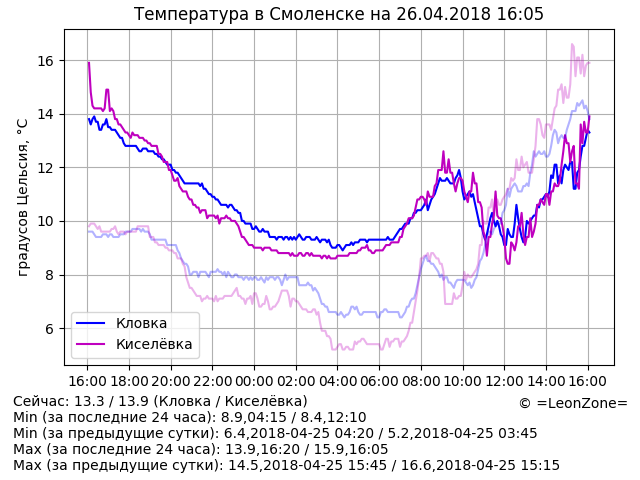 Температура в Смоленске на 26.04.2018 16:05
градусов Цельсия, °C
16
14
12
10
8
6
Кловка
Киселёвка
16:00 18:00 20:00 22:00 00:00 02:00 04:00 06:00 08:00 10:00 12:00 14:00 16:00
Сейчас: 13.3 / 13.9 (Кловка / Киселёвка)
© =LeonZone=
Min (за последние 24 часа): 8.9,04:15 / 8.4,12:10
Min (за предыдущие сутки): 6.4,2018-04-25 04:20 / 5.2,2018-04-25 03:45
Max (за последние 24 часа): 13.9,16:20 / 15.9,16:05
Max (за предыдущие сутки): 14.5,2018-04-25 15:45 / 16.6,2018-04-25 15:15